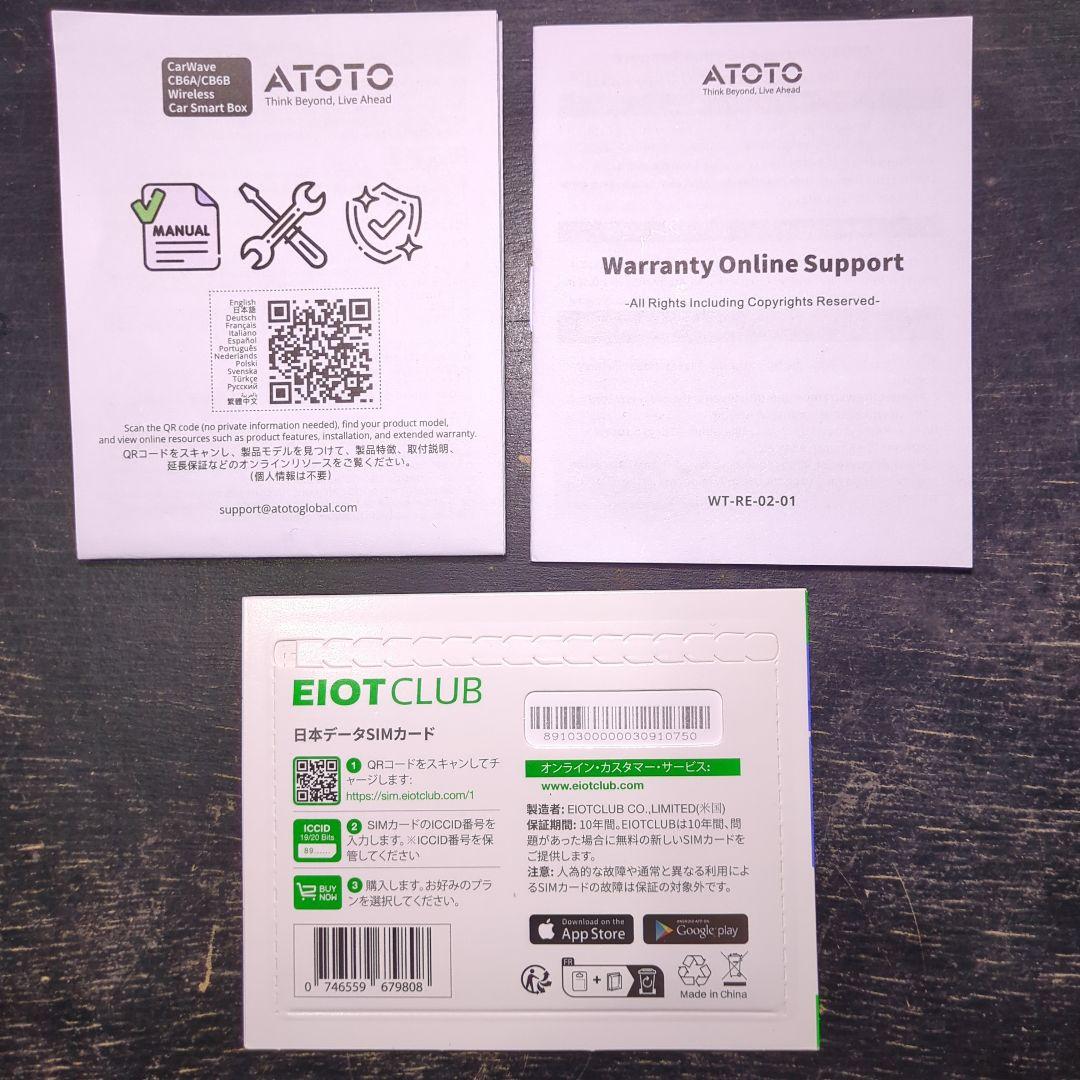 CarWave
CB6A/CB6B
Wireless
Car Smart Box
ATOTO
Think Beyond, Live Ahead
MANUAL
English
日本語
Deutsch
Français
Italiano
Español
Português
Nederlands
Polski
Svenska
Türkçe
Русский
بالعربية
繁體中文
Scan the QR code (no private information needed), find your product model,
and view online resources such as product features, installation, and extended warranty.
QRコードをスキャンし、製品モデルを見つけて、製品特徴、取付説明、
延長保証などのオンラインリソースをご覧ください。
（個人情報は不要）
support@atotoglobal.com
ATOTO
Think Beyond, Live Ahead
Warranty Online Support
-All Rights Including Copyrights Reserved-
WT-RE-02-01
EIOTCLUB
日本データSIMカード
1 QRコードをスキャンしてチ
ャージします:
https://sim.eiotclub.com/1
ICCID
19/20 Bits
89......
2 SIMカードのICCID番号を
入力します。※ICCID番号を保
管してください
BUY
NOW
3 購入します。お好みのプラ
ンを選択してください。
0 746559 679808
8910300000030910750
オンライン・カスタマー・サービス:
www.eiotclub.com
製造者: EIOTCLUB CO.,LIMITED(米国)
保証期間: 10年間。EIOTCLUBは10年間、問
題があった場合に無料の新しいSIMカードを
ご提供します。
注意: 人為的な故障や通常と異なる利用によ
るSIMカードの故障は保証の対象外です。
Download on the
App Store
ANDROID APP ON
Google play
FR
Made in China